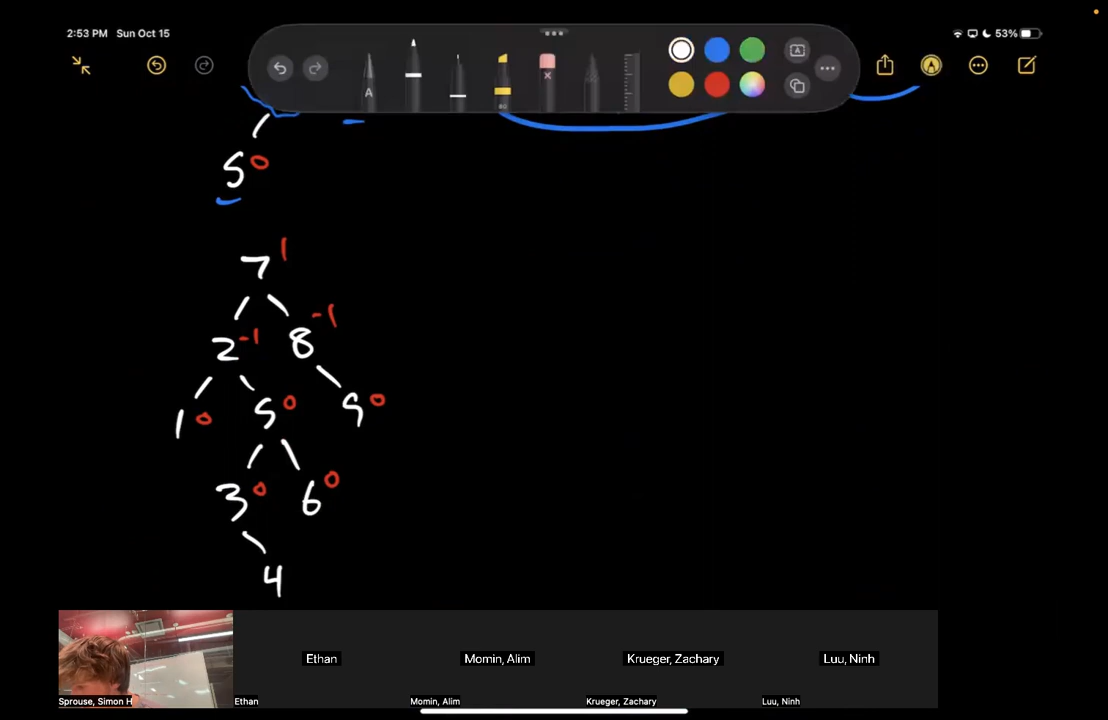 2:53 PM Sun Oct 15
53%
A
A
80
5 0
7 1
2 -1 8 -1
1 0 5 0 9 0
3 0 6 0
4
Ethan
Momin, Alim
Krueger, Zachary
Luu, Ninh
Sprouse, Simon H
Ethan
Momin, Alim
Krueger, Zachary
Luu, Ninh